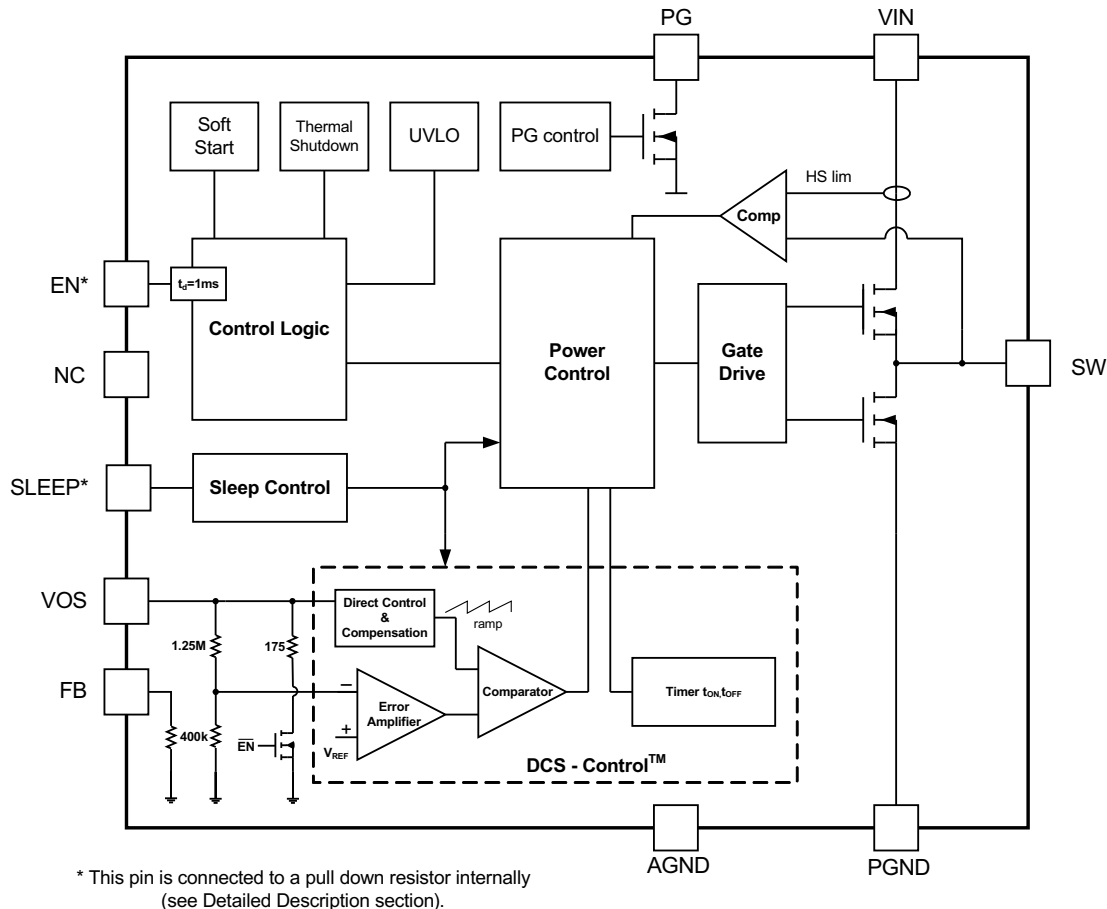 PG
VIN
Soft
Start
Thermal
Shutdown
UVLO
PG control
HS lim
Comp
EN*
td=1ms
Control Logic
Power
Control
Gate
Drive
NC
SW
SLEEP*
Sleep Control
VOS
Direct Control
&
Compensation
ramp
1.25M
175
FB
Error
Amplifier
Comparator
Timer tON,tOFF
400k
EN
VREF
DCS - Control™
AGND
PGND
* This pin is connected to a pull down resistor internally
(see Detailed Description section).